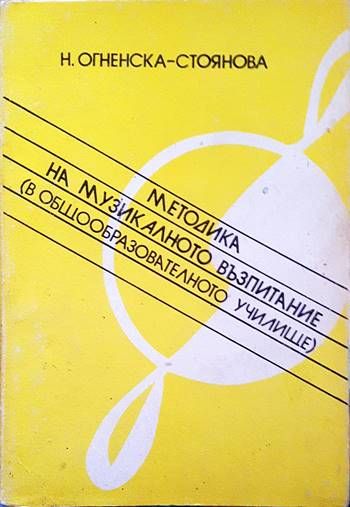 Н. ОГНЕНСКА-СТОЯНОВА
МЕТОДИКА
НА МУЗИКАЛНОТО ВЪЗПИТАНИЕ
(В ОБЩООБРАЗОВАТЕЛНОТО УЧИЛИЩЕ)